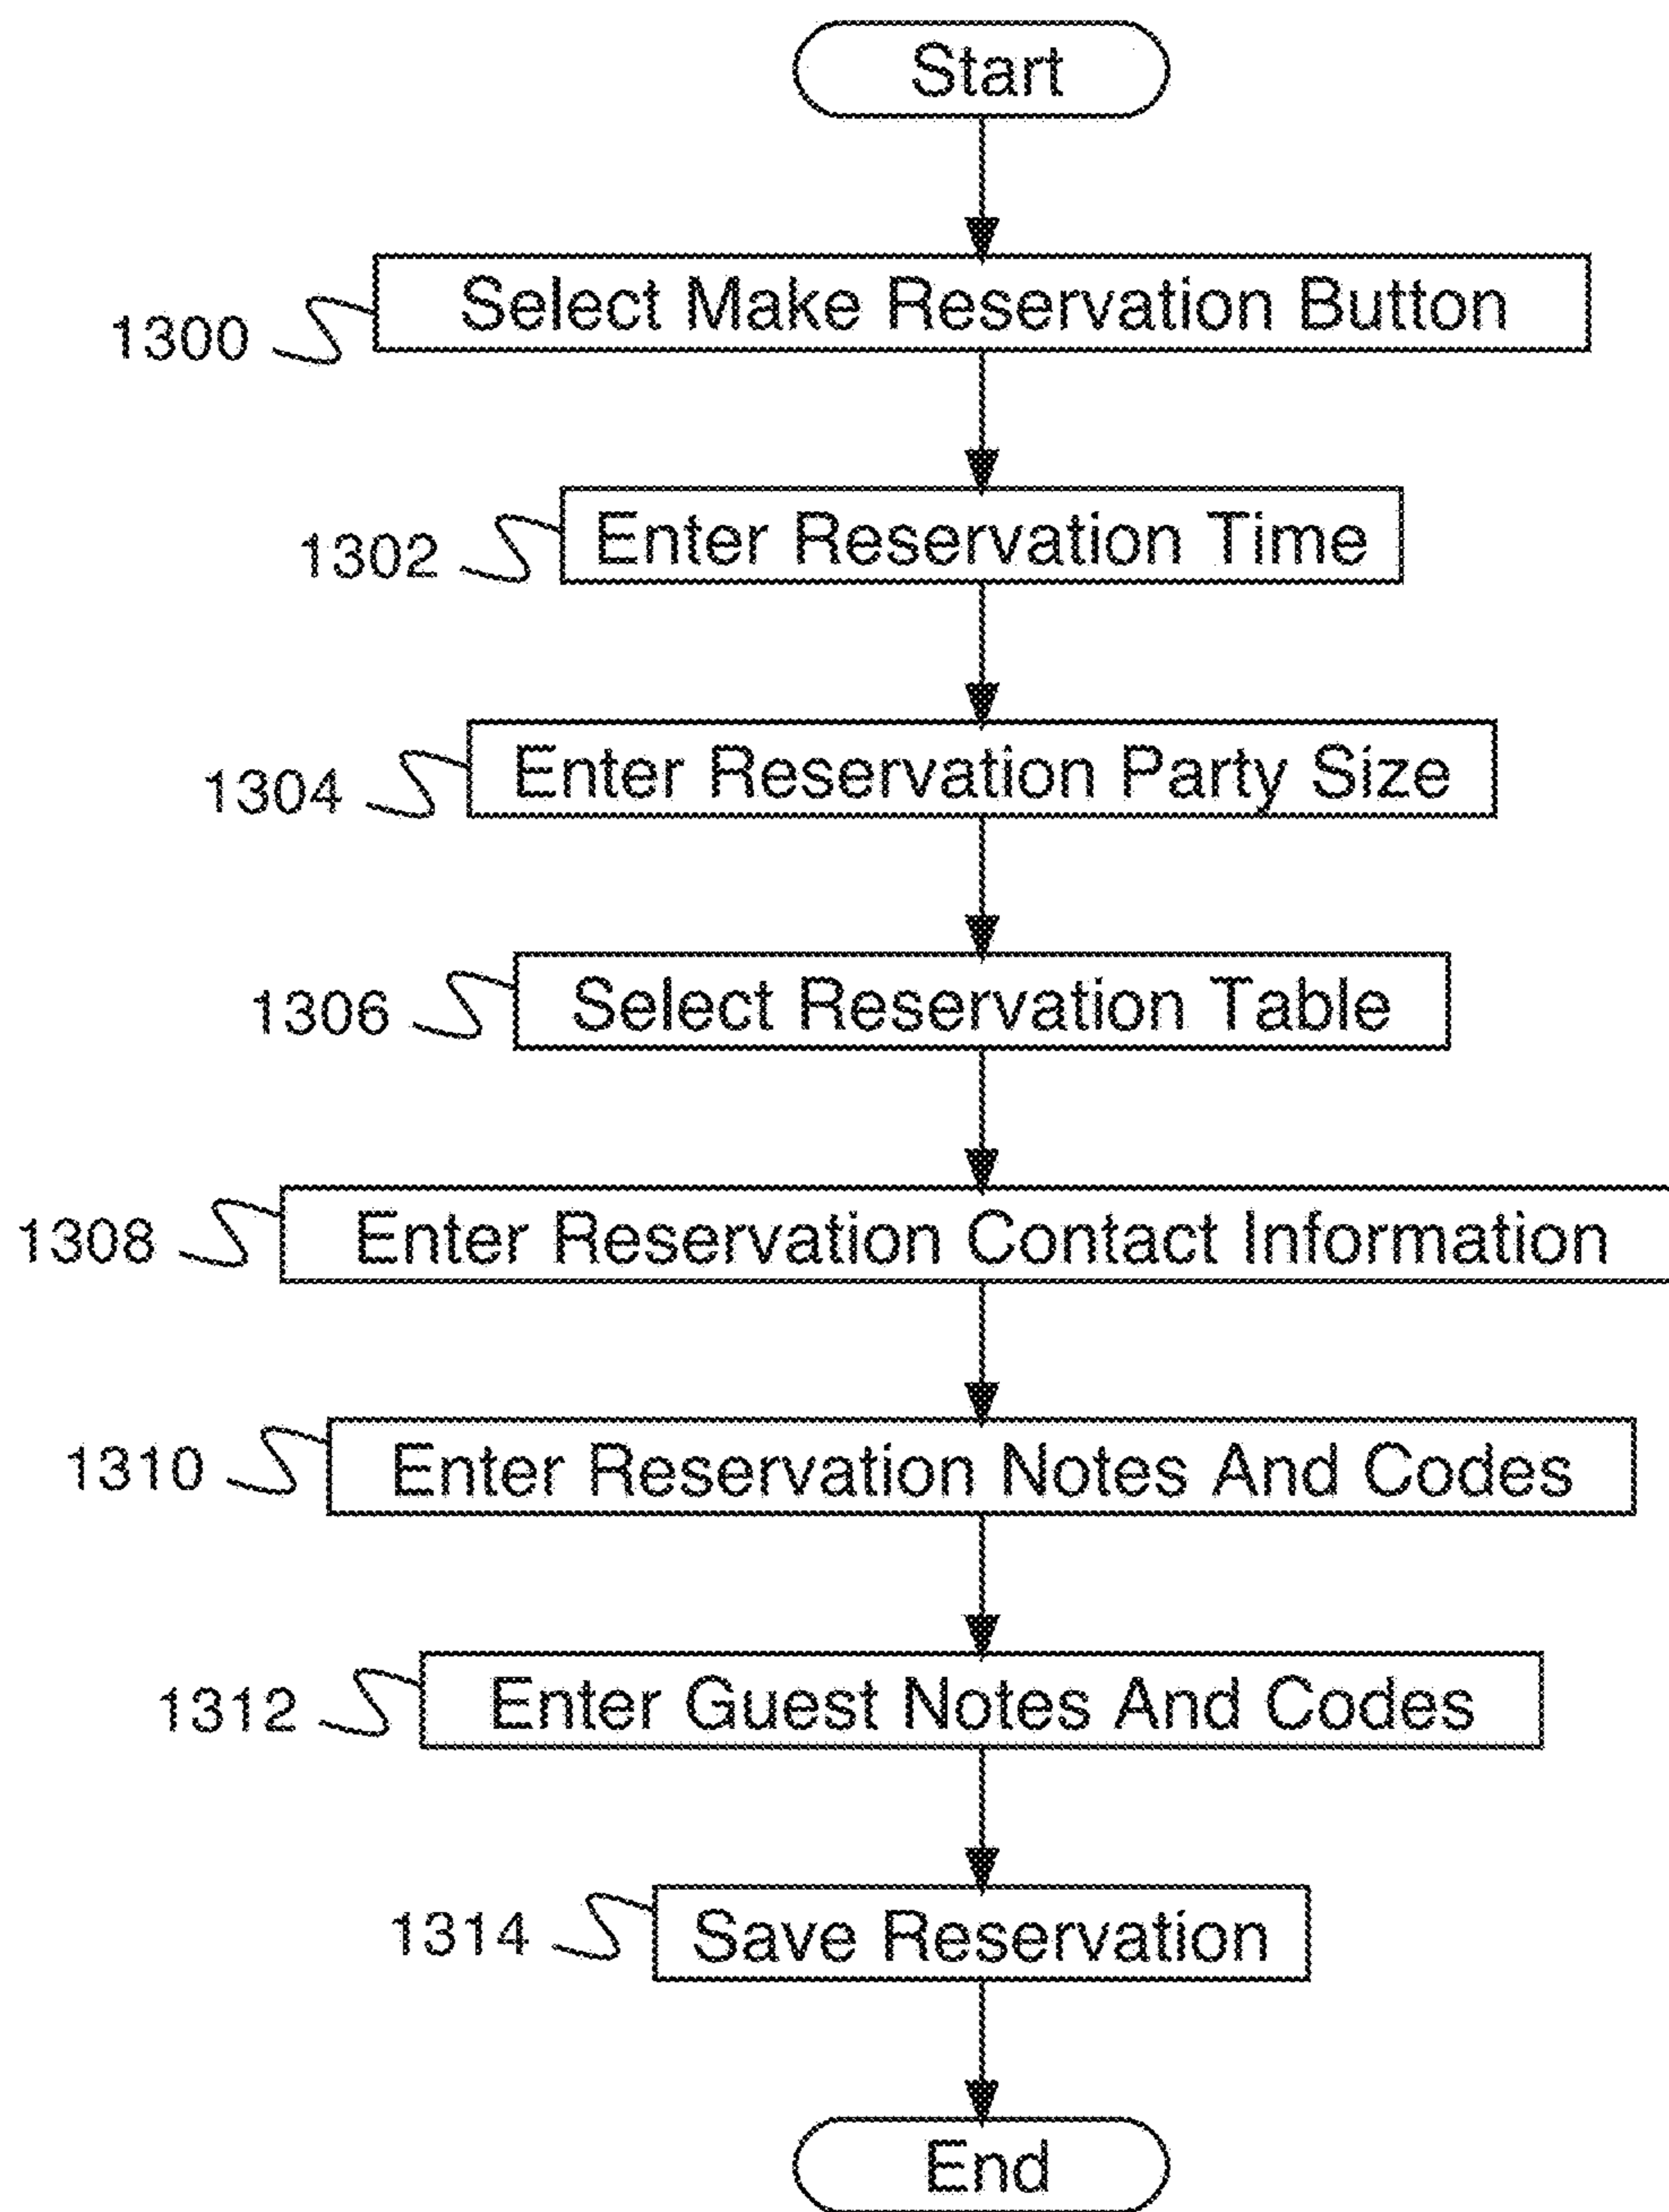 Start
1300 Select Make Reservation Button
1302 Enter Reservation Time
1304 Enter Reservation Party Size
1306 Select Reservation Table
1308 Enter Reservation Contact Information
1310 Enter Reservation Notes And Codes
1312 Enter Guest Notes And Codes
1314 Save Reservation
End